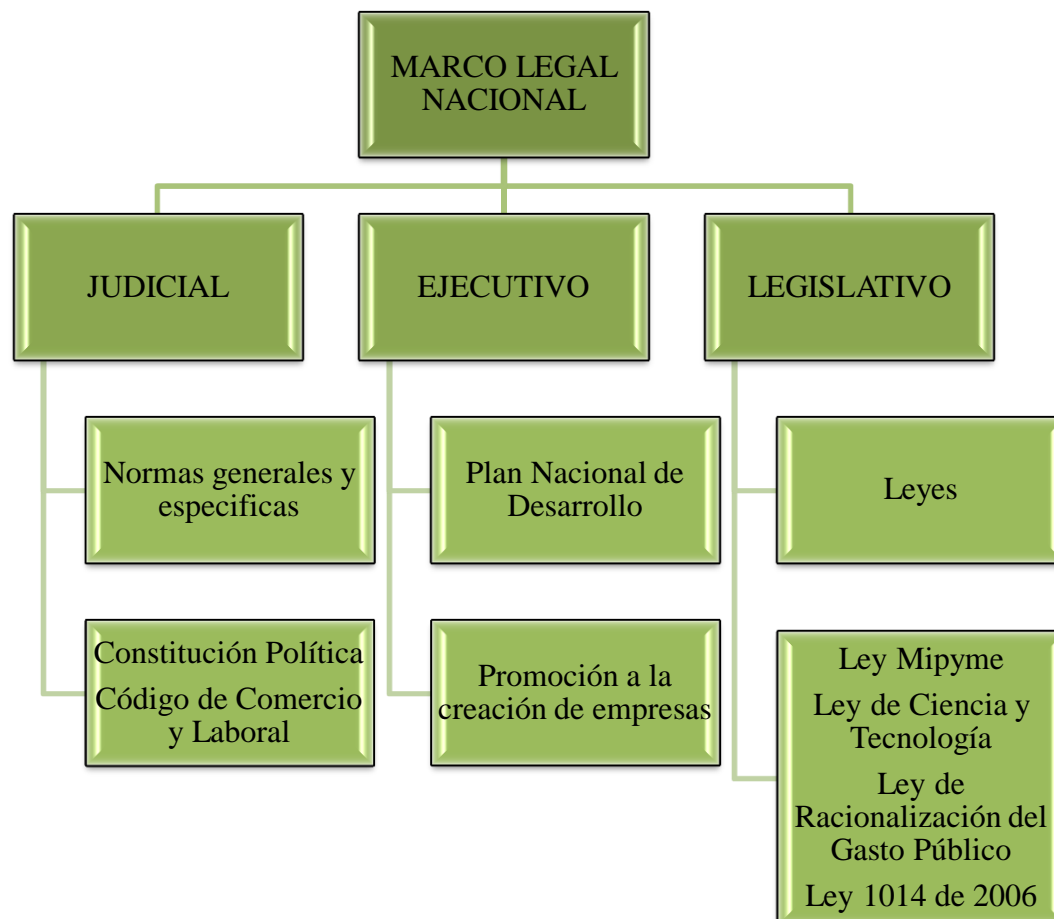 MARCO LEGAL
NACIONAL
JUDICIAL
EJECUTIVO
LEGISLATIVO
Normas generales y
especificas
Plan Nacional de
Desarrollo
Leyes
Constitución Política
Código de Comercio
y Laboral
Promoción a la
creación de empresas
Ley Mipyme
Ley de Ciencia y
Tecnología
Ley de
Racionalización del
Gasto Público
Ley 1014 de 2006